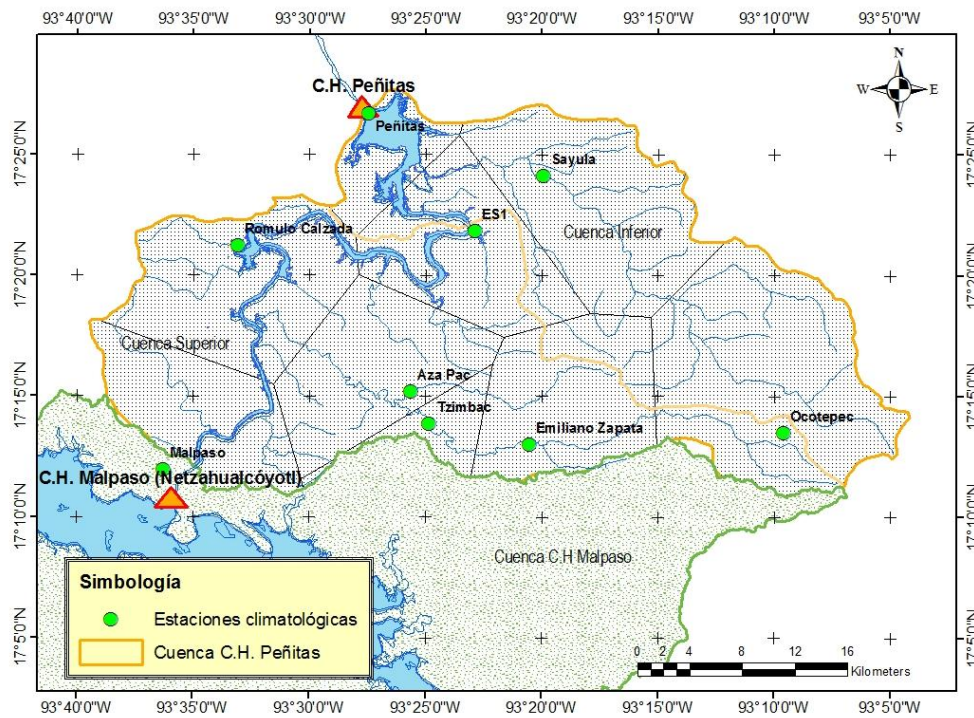 93°40'0"W 93°35'0"W 93°30'0"W 93°25'0"W 93°20'0"W 93°15'0"W 93°10'0"W 93°5'0"W
N
W E
S
C.H. Peñitas
Peñitas
17°25'0"N 17°25'0"N
Sayula
ES1
Romulo Calzada
Cuenca Inferior
17°20'0"N 17°20'0"N
Cuenca Superior
Aza Pac
17°15'0"N 17°15'0"N
Tzimbac
Emiliano Zapata
Ocotepec
Malpaso
C.H. Malpaso (Netzahualcóyotl)
17°10'0"N 17°10'0"N
Cuenca C.H Malpaso
Simbología
Estaciones climatológicas
Cuenca C.H. Peñitas
17°5'0"N 17°5'0"N
0 2 4 8 12 16
Kilometers
93°40'0"W 93°35'0"W 93°30'0"W 93°25'0"W 93°20'0"W 93°15'0"W 93°10'0"W 93°5'0"W